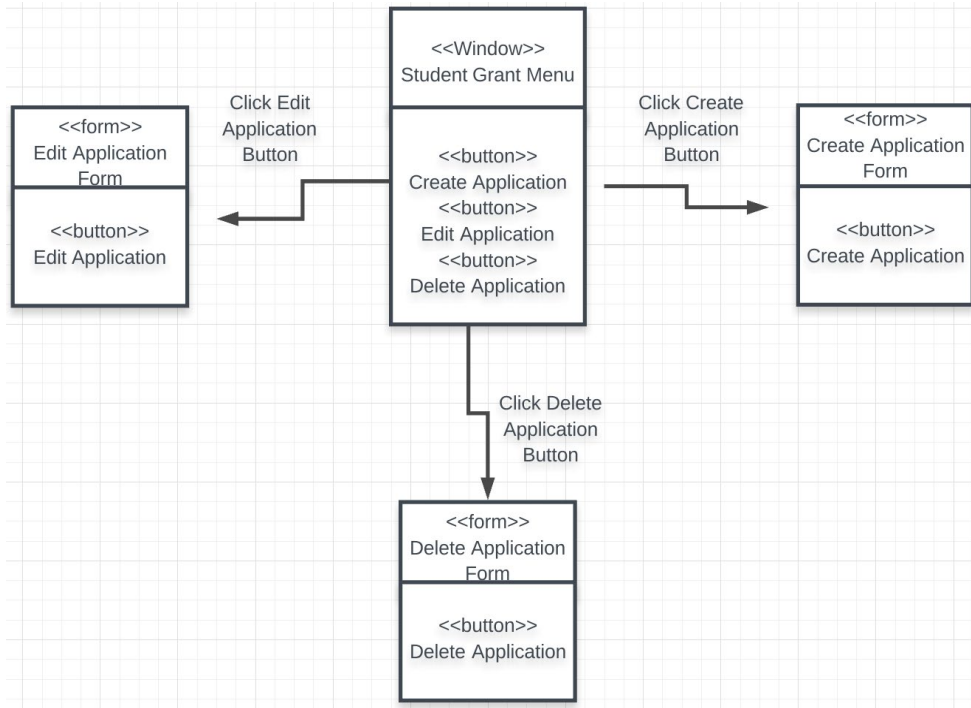 <<Window>>
Student Grant Menu
<<button>>
Create Application
<<button>>
Edit Application
<<button>>
Delete Application
Click Edit
Application
Button
<<form>>
Edit Application
Form
<<button>>
Edit Application
Click Create
Application
Button
<<form>>
Create Application
Form
<<button>>
Create Application
Click Delete
Application
Button
<<form>>
Delete Application
Form
<<button>>
Delete Application